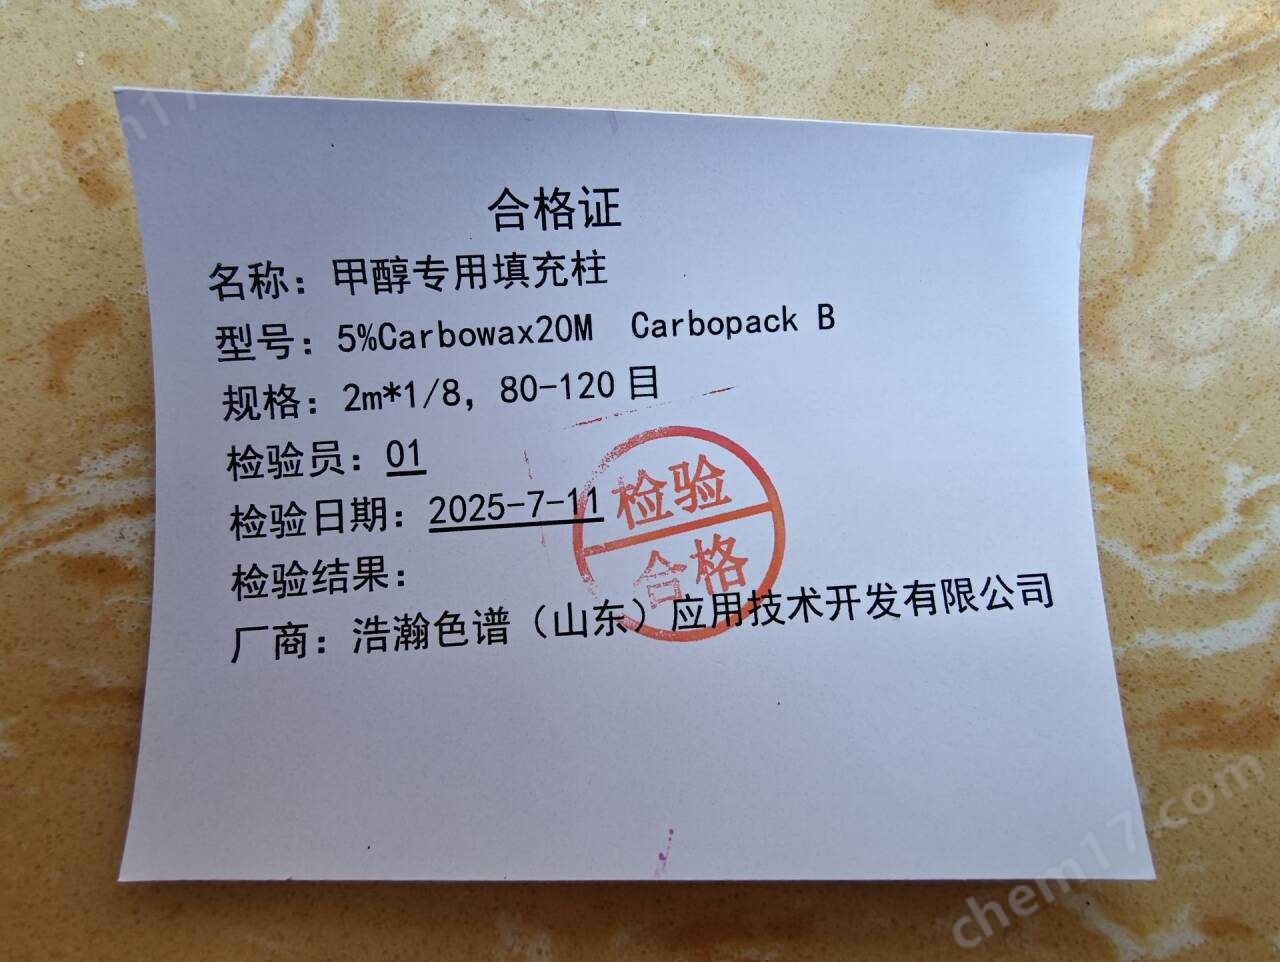 合格证
名称：甲醇专用填充柱
型号：5%Carbowax20M Carbopack B
规格：2m*1/8，80-120目
检验员：01
检验日期：2025-7-11
检验
合格
检验结果：
厂商：浩瀚色谱（山东）应用技术开发有限公司
chem17
chem17.com